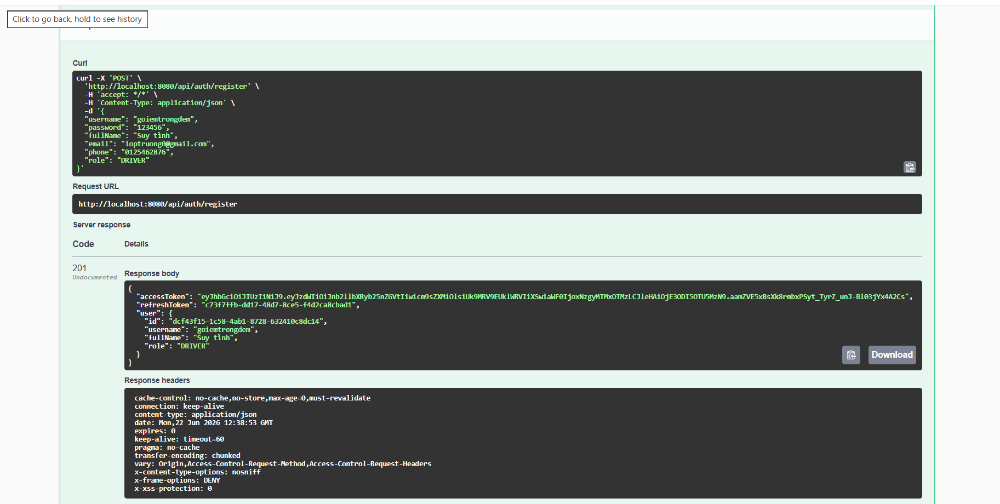 Click to go back, hold to see history
Curl
curl -X 'POST' \
  'http://localhost:8080/api/auth/register' \
  -H 'accept: */*' \
  -H 'Content-Type: application/json' \
  -d '{
  "username": "goiemtrongdem",
  "password": "123456",
  "fullName": "Suy tình",
  "email": "loptruong0@gmail.com",
  "phone": "0125462876",
  "role": "DRIVER"
}'
Request URL
http://localhost:8080/api/auth/register
Server response
Code Details
201
Undocumented
Response body
{
  "accessToken": "eyJhbGciOiJIUzI1NiJ9.eyJzdWIiOiJnb2llbXRyb25nZGVtIiwicm9sZXMiOlsiUk9MRV9EUklWRVIiXSwiaWF0IjoxNzgyMTMxOTMzLCJleHAiOjE3ODI5OTU5MzN9.aamZVE5xBsXk8rmbxPSyt_TyrZ_unJ-Bl03jYx4A2Cs",
  "refreshToken": "c73f7ffb-dd17-48d7-8ce5-f4d2ca8cbad1",
  "user": {
    "id": "dcf43f15-1c58-4ab1-8728-632410c8dc14",
    "username": "goiemtrongdem",
    "fullName": "Suy tình",
    "role": "DRIVER"
  }
}
Download
Response headers
cache-control: no-cache,no-store,max-age=0,must-revalidate
connection: keep-alive
content-type: application/json
date: Mon,22 Jun 2026 12:38:53 GMT
expires: 0
keep-alive: timeout=60
pragma: no-cache
transfer-encoding: chunked
vary: Origin,Access-Control-Request-Method,Access-Control-Request-Headers
x-content-type-options: nosniff
x-frame-options: DENY
x-xss-protection: 0